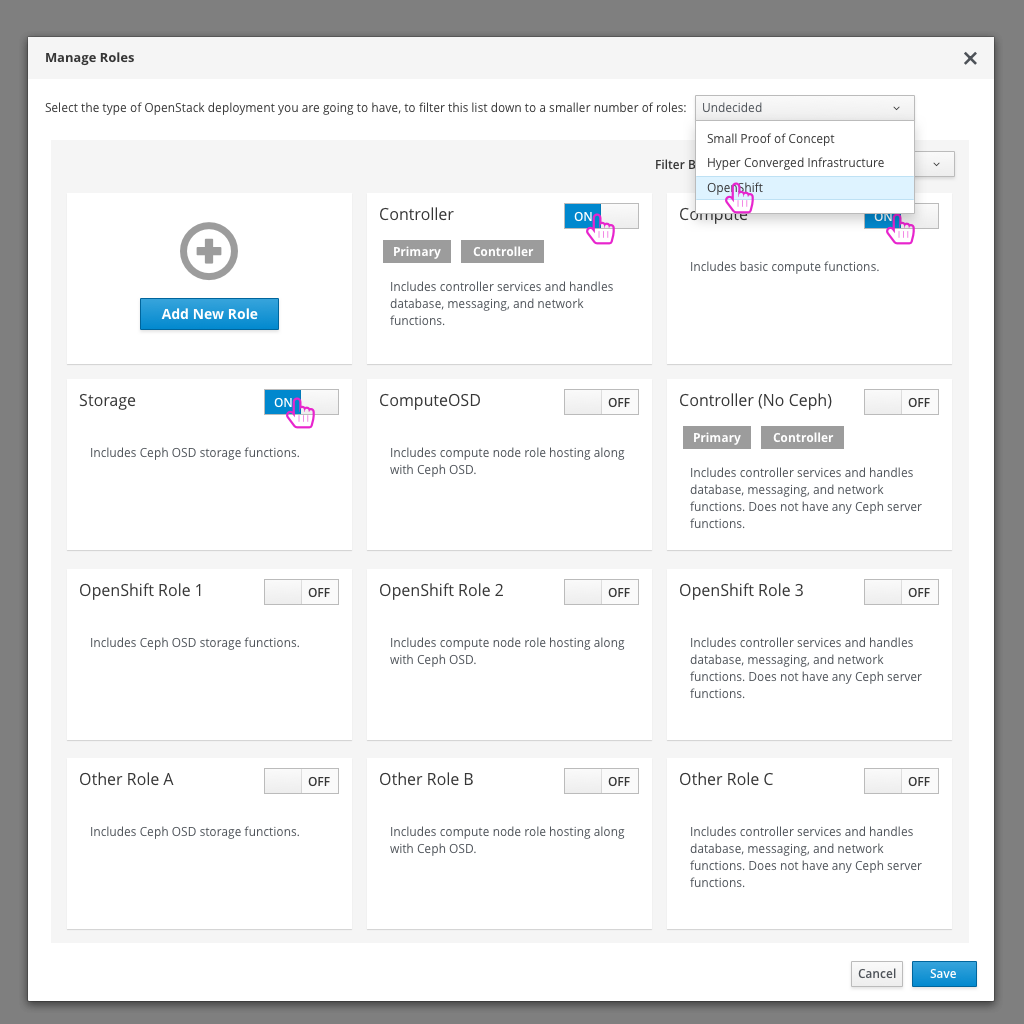 Manage Roles
Select the type of OpenStack deployment you are going to have, to filter this list down to a smaller number of roles:
Undecided
Small Proof of Concept
Hyper Converged Infrastructure
OpenShift
Filter B
Add New Role
Controller
ON
Primary
Controller
Includes controller services and handles
database, messaging, and network
functions.
Compute
ON
Includes basic compute functions.
Storage
ON
Includes Ceph OSD storage functions.
ComputeOSD
OFF
Includes compute node role hosting along
with Ceph OSD.
Controller (No Ceph)
OFF
Primary
Controller
Includes controller services and handles
database, messaging, and network
functions. Does not have any Ceph server
functions.
OpenShift Role 1
OFF
Includes Ceph OSD storage functions.
OpenShift Role 2
OFF
Includes compute node role hosting along
with Ceph OSD.
OpenShift Role 3
OFF
Includes controller services and handles
database, messaging, and network
functions. Does not have any Ceph server
functions.
Other Role A
OFF
Includes Ceph OSD storage functions.
Other Role B
OFF
Includes compute node role hosting along
with Ceph OSD.
Other Role C
OFF
Includes controller services and handles
database, messaging, and network
functions. Does not have any Ceph server
functions.
Cancel
Save